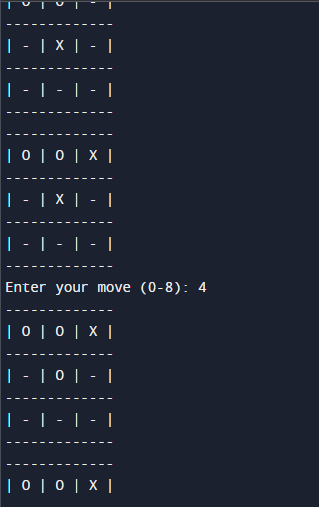 | O | O | - |
-------------
| - | X | - |
-------------
| - | - | - |
-------------
-------------
| O | O | X |
-------------
| - | X | - |
-------------
| - | - | - |
-------------
Enter your move (0-8): 4
-------------
| O | O | X |
-------------
| - | O | - |
-------------
| - | - | - |
-------------
-------------
| O | O | X |